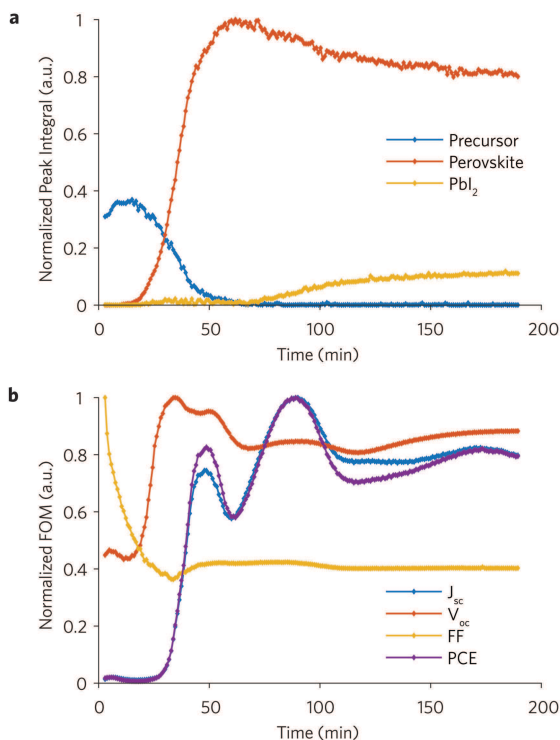 a
Normalized Peak Integral (a.u.)
1
0.8
0.6
0.4
0.2
0
Precursor
Perovskite
PbI₂
0
50
100
150
200
Time (min)
b
Normalized FOM (a.u.)
1
0.8
0.6
0.4
0.2
0
J_sc
V_oc
FF
PCE
0
50
100
150
200
Time (min)